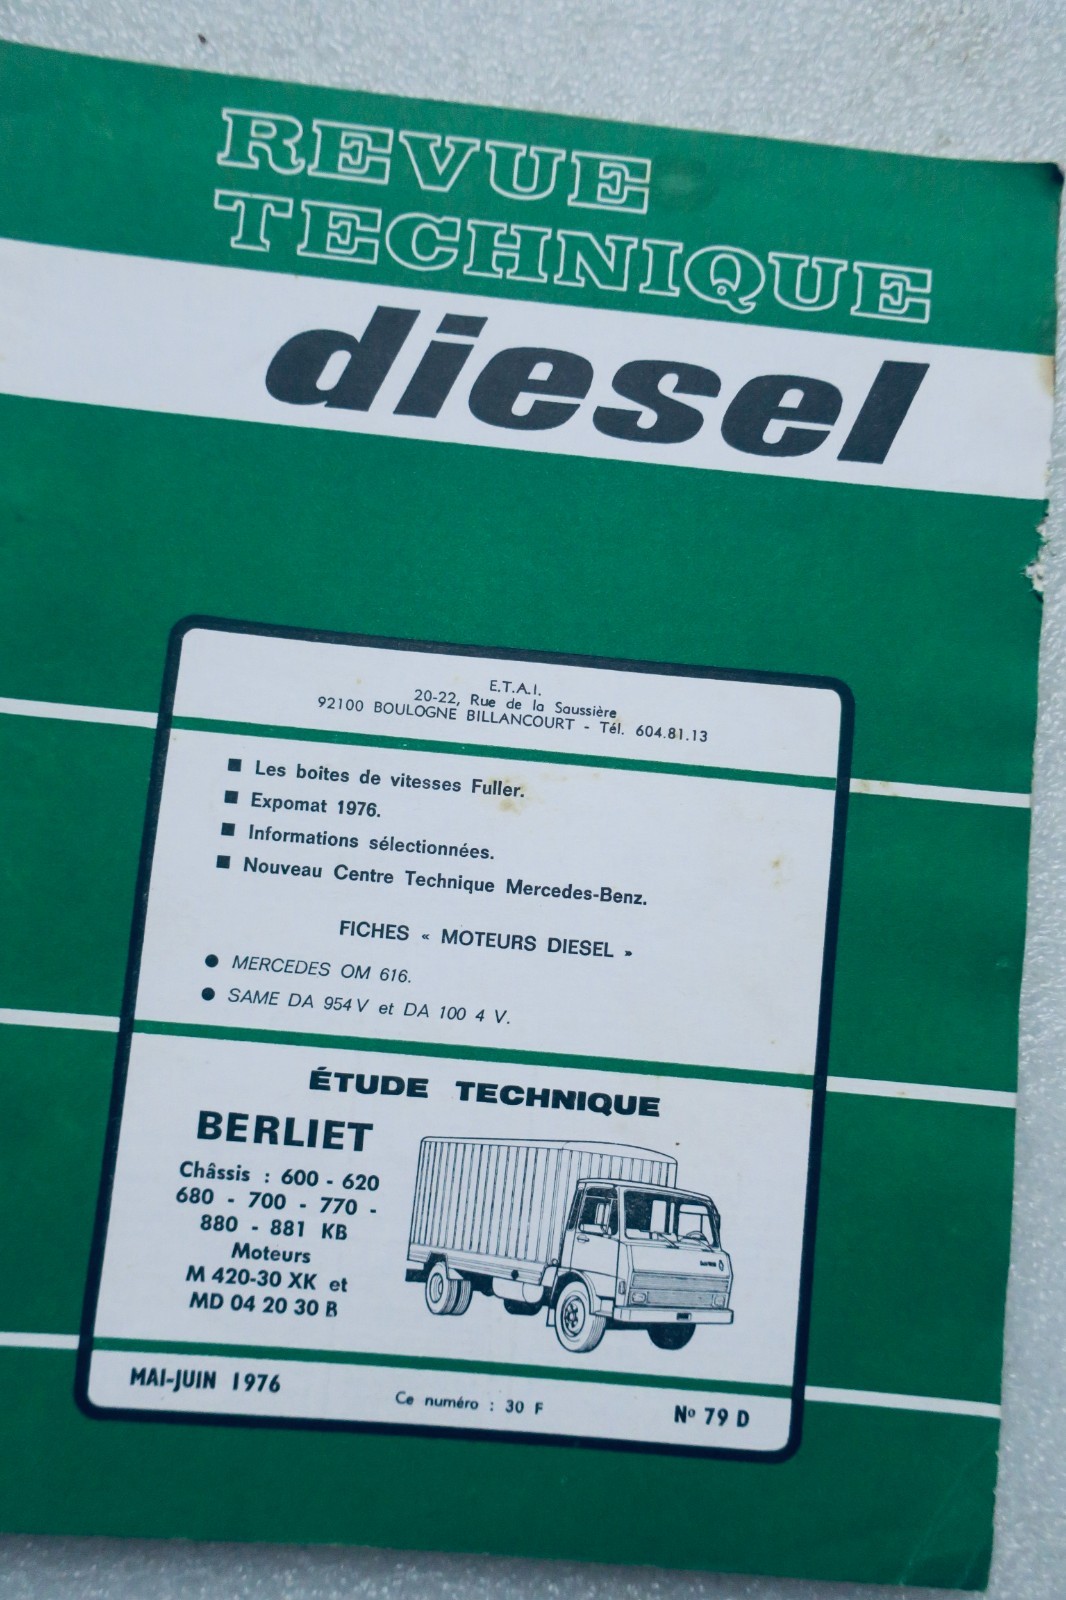 REVUE
TECHNIQUE
diesel
E.T.A.I.
20-22, Rue de la Saussière
92100 BOULOGNE BILLANCOURT - Tél. 604.81.13
■ Les boîtes de vitesses Fuller.
■ Expomat 1976.
■ Informations sélectionnées.
■ Nouveau Centre Technique Mercedes-Benz.
FICHES « MOTEURS DIESEL »
● MERCEDES OM 616.
● SAME DA 954 V et DA 100 4 V.
ÉTUDE TECHNIQUE
BERLIET
Châssis : 600 - 620
680 - 700 - 770 -
880 - 881 KB
Moteurs
M 420-30 XK et
MD 04 20 30 R
MAI-JUIN 1976
Ce numéro : 30 F
Nº 79 D